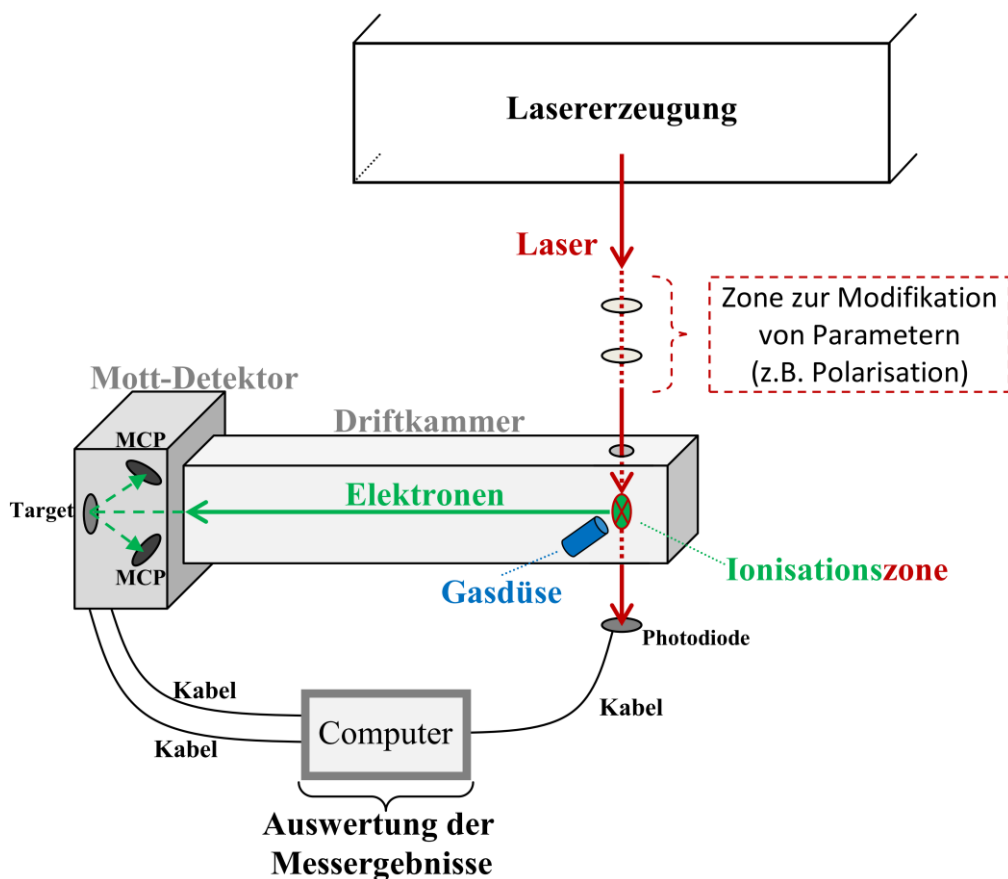 Lasererzeugung
Laser
Zone zur Modifikation
von Parametern
(z.B. Polarisation)
Mott-Detektor
Driftkammer
MCP
Target
Elektronen
MCP
Gasdüse
Ionisationszone
Photodiode
Kabel
Kabel
Kabel
Computer
Auswertung der
Messergebnisse